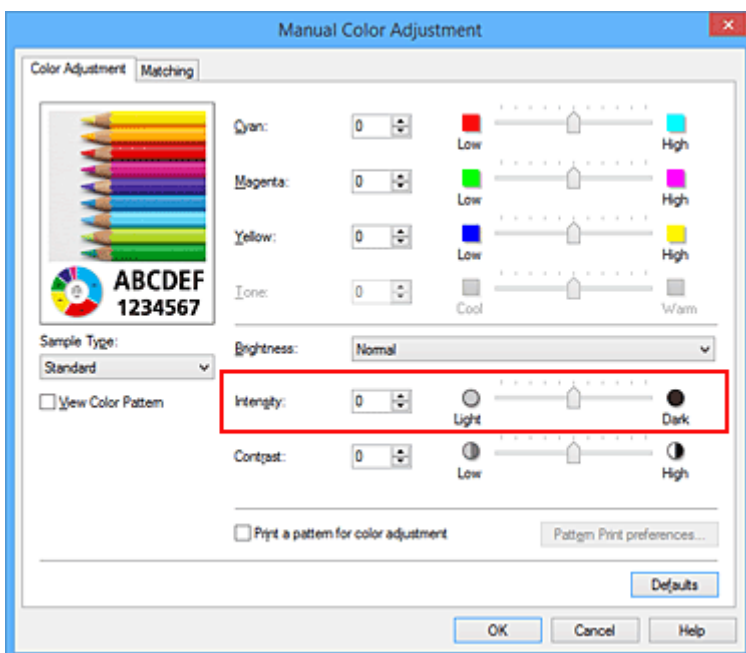 Manual Color Adjustment
Color Adjustment Matching
Cyan: 0 Low High
Magenta: 0 Low High
Yellow: 0 Low High
ABCDEF
1234567
Tone: 0 Cool Warm
Sample Type:
Standard
View Color Pattern
Brightness: Normal
Intensity: 0 Light Dark
Contrast: 0 Low High
Print a pattern for color adjustment Pattern Print preferences...
Defaults
OK Cancel Help